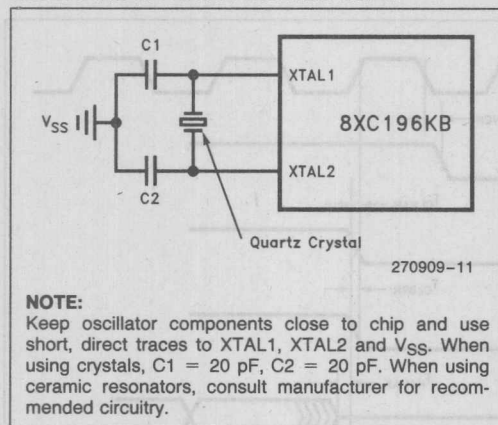 C1
XTAL1
8XC196KB
VSS
XTAL2
C2
Quartz Crystal
270909-11
NOTE:
Keep oscillator components close to chip and use
short, direct traces to XTAL1, XTAL2 and VSS. When
using crystals, C1 = 20 pF, C2 = 20 pF. When using
ceramic resonators, consult manufacturer for recom-
mended circuitry.